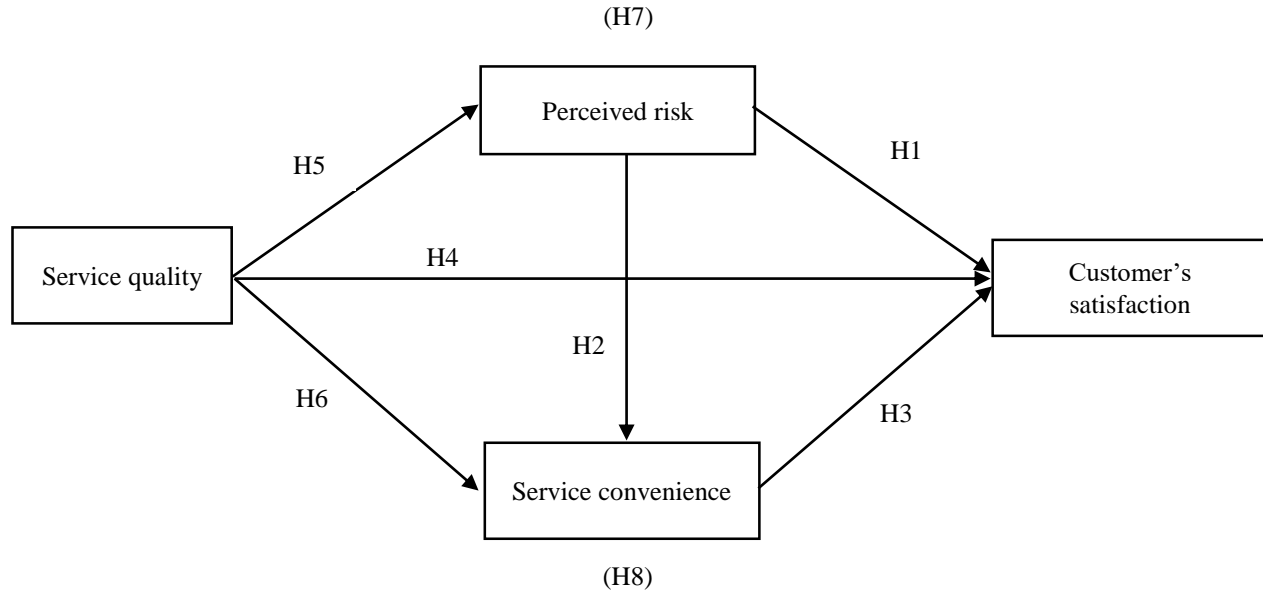 (H7)
Perceived risk
H1
H5
H4
Service quality
Customer’s
satisfaction
H2
H6
H3
Service convenience
(H8)